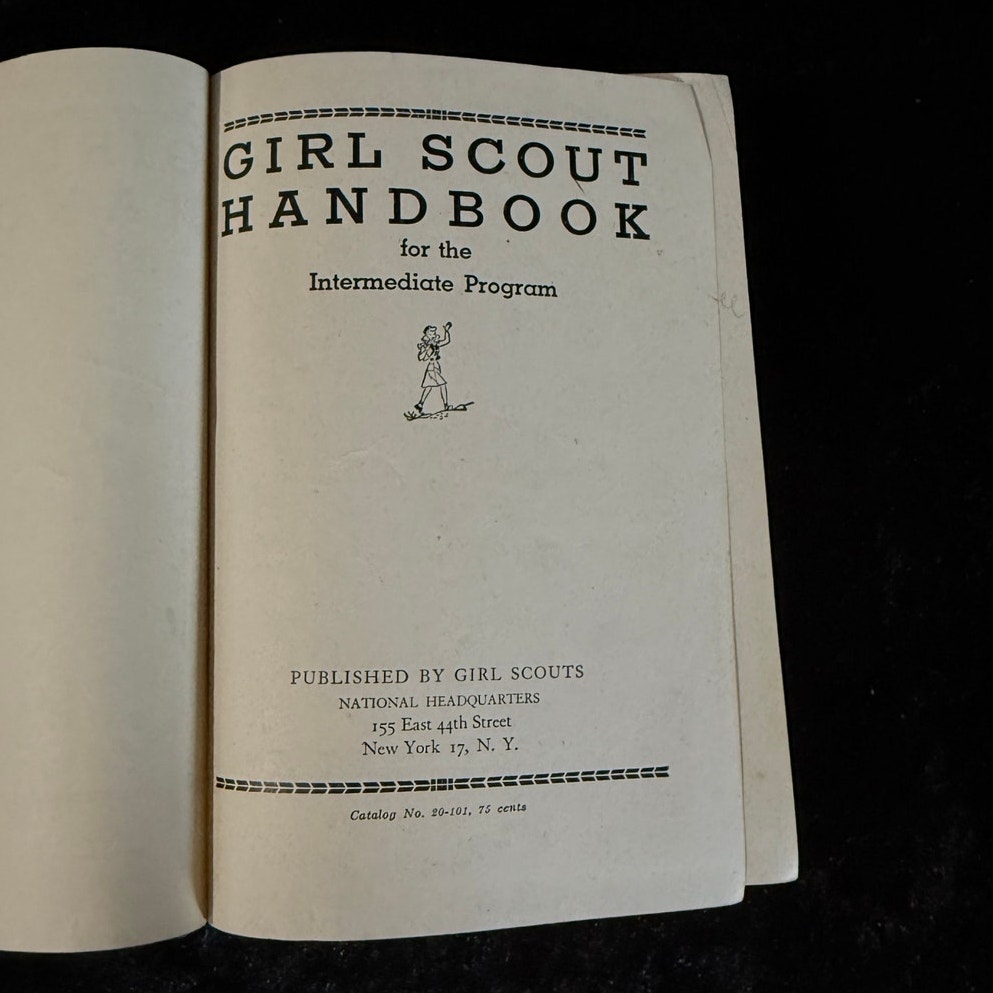 GIRL SCOUT
HANDBOOK
for the
Intermediate Program
PUBLISHED BY GIRL SCOUTS
NATIONAL HEADQUARTERS
155 East 44th Street
New York 17, N. Y.
Catalog No. 20-101, 75 cents